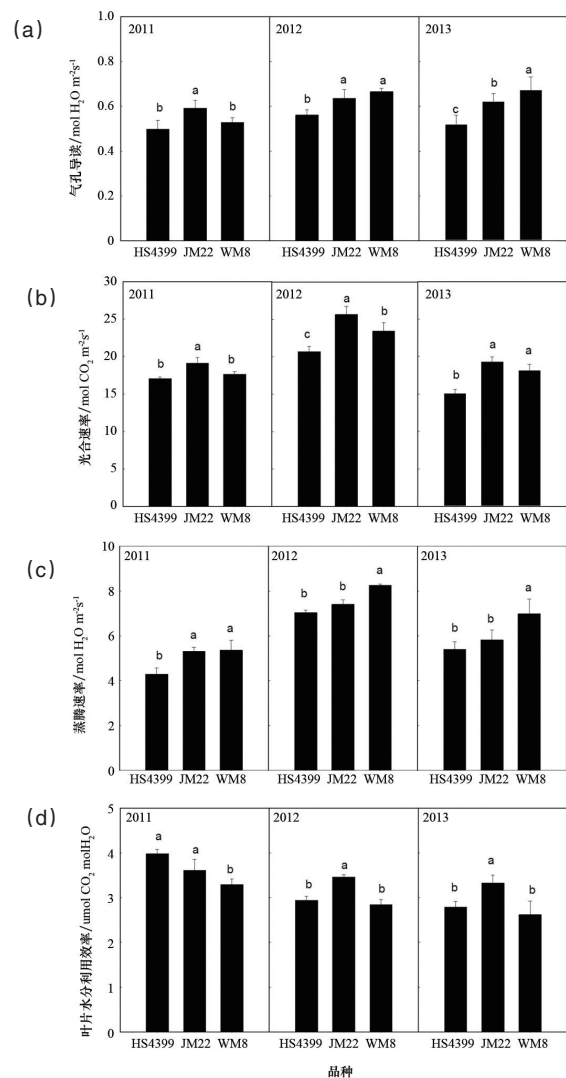 (a)
气孔导读/mol H₂O m⁻²s⁻¹
1.0
0.8
0.6
0.4
0.2
0
2011
b
a
b
2012
b
a
a
2013
c
b
a
HS4399 JM22 WM8
HS4399 JM22 WM8
HS4399 JM22 WM8
(b)
光合速率/mol CO₂ m⁻²s⁻¹
30
25
20
15
10
5
0
2011
b
a
b
2012
c
a
b
2013
b
a
a
HS4399 JM22 WM8
HS4399 JM22 WM8
HS4399 JM22 WM8
(c)
蒸腾速率/mol H₂O m⁻²s⁻¹
10
8
6
4
2
0
2011
b
a
a
2012
b
b
a
2013
b
b
a
HS4399 JM22 WM8
HS4399 JM22 WM8
HS4399 JM22 WM8
(d)
叶片水分利用效率/umol CO₂ molH₂O
5
4
3
2
1
0
2011
a
a
b
2012
b
a
b
2013
b
a
b
HS4399 JM22 WM8
HS4399 JM22 WM8
HS4399 JM22 WM8
品种